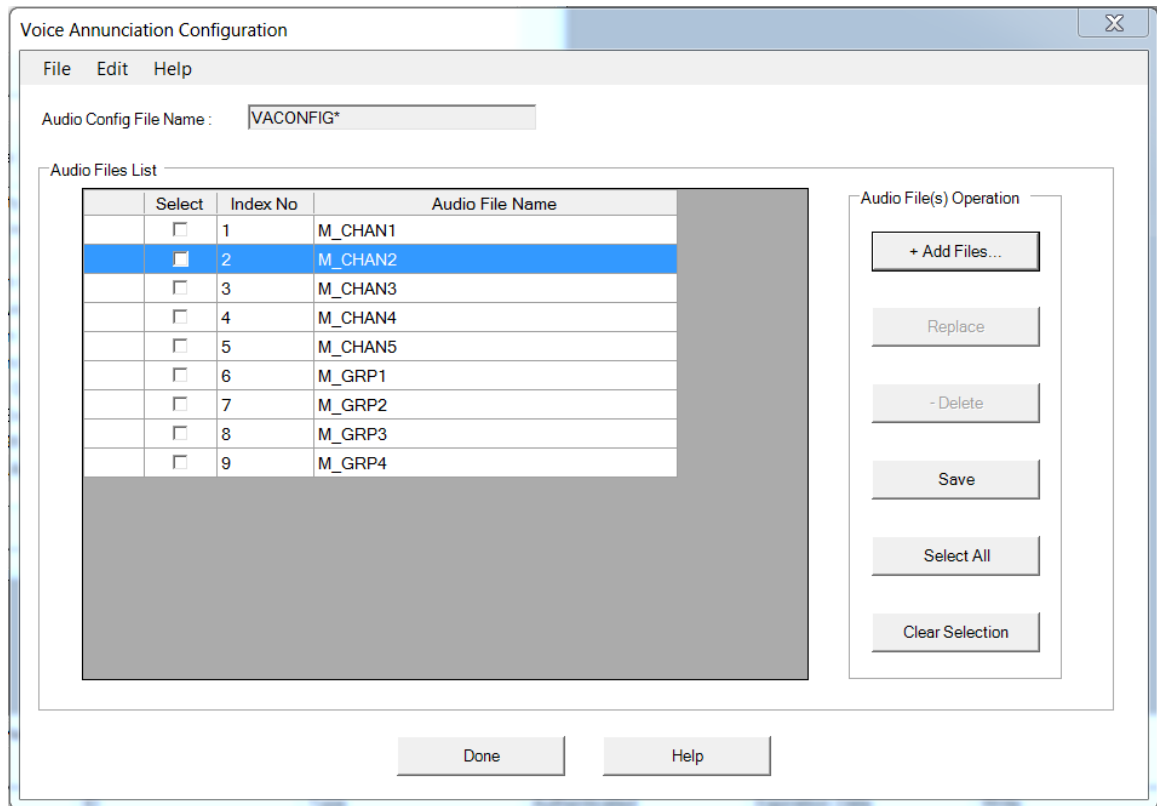 Voice Annunciation Configuration
File Edit Help
Audio Config File Name : VACONFIG*
Audio Files List
Select Index No Audio File Name
1 M_CHAN1
2 M_CHAN2
3 M_CHAN3
4 M_CHAN4
5 M_CHAN5
6 M_GRP1
7 M_GRP2
8 M_GRP3
9 M_GRP4
Audio File(s) Operation
+ Add Files...
Replace
- Delete
Save
Select All
Clear Selection
Done Help